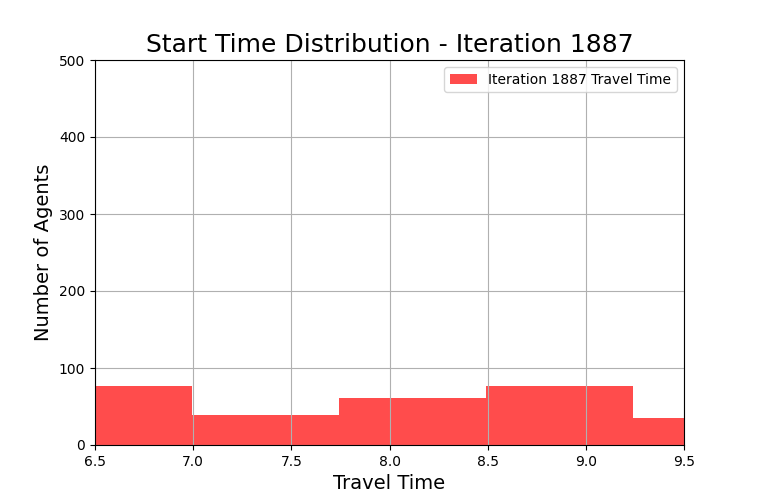 Start Time Distribution - Iteration 1887
Iteration 1887 Travel Time
Number of Agents
500
400
300
200
100
0
6.5 7.0 7.5 8.0 8.5 9.0 9.5
Travel Time